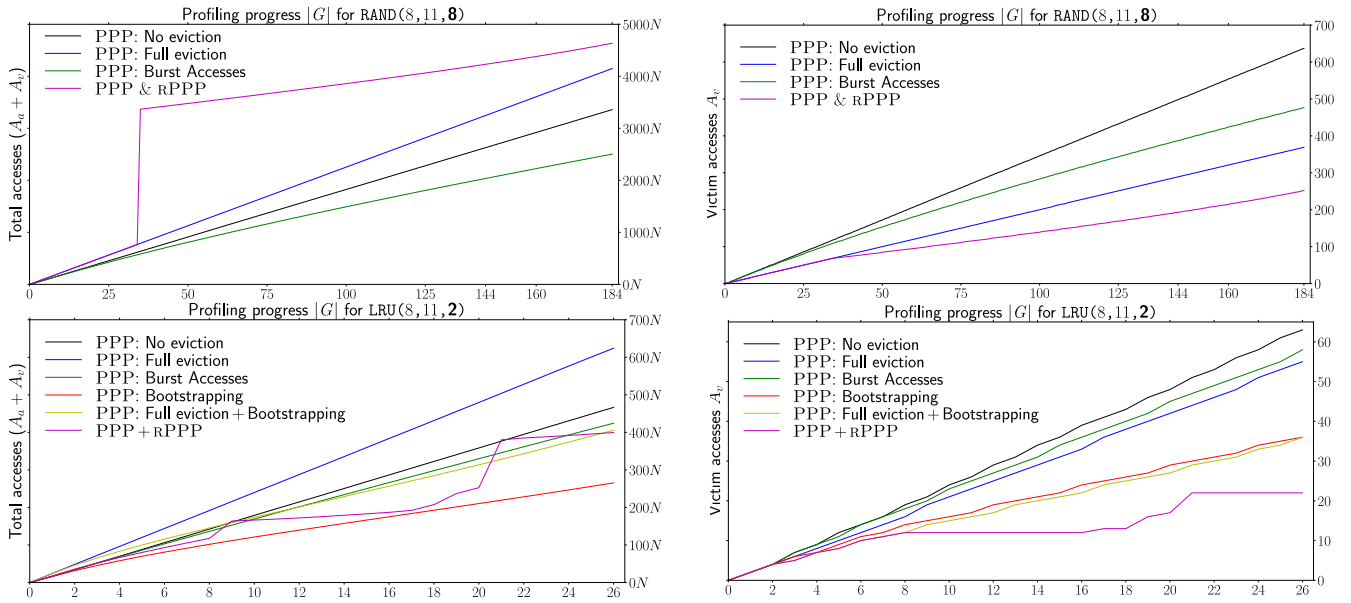 Profiling progress |G| for RAND(8,11,8)
Total accesses (A_a + A_v)
PPP: No eviction
PPP: Full eviction
PPP: Burst Accesses
PPP & RPPP
5000N
4000N
3000N
2000N
1000N
0N
0 25 50 75 100 125 144 160 184
Profiling progress |G| for RAND(8,11,8)
Victim accesses A_v
PPP: No eviction
PPP: Full eviction
PPP: Burst Accesses
PPP & RPPP
700
600
500
400
300
200
100
0
0 25 50 75 100 125 144 160 184
Profiling progress |G| for LRU(8,11,2)
Total accesses (A_a + A_v)
PPP: No eviction
PPP: Full eviction
PPP: Burst Accesses
PPP: Bootstrapping
PPP: Full eviction + Bootstrapping
PPP + RPPP
700N
600N
500N
400N
300N
200N
100N
0N
0 2 4 6 8 10 12 14 16 18 20 22 24 26
Profiling progress |G| for LRU(8,11,2)
Victim accesses A_v
PPP: No eviction
PPP: Full eviction
PPP: Burst Accesses
PPP: Bootstrapping
PPP: Full eviction + Bootstrapping
PPP + RPPP
60
50
40
30
20
10
0
0 2 4 6 8 10 12 14 16 18 20 22 24 26